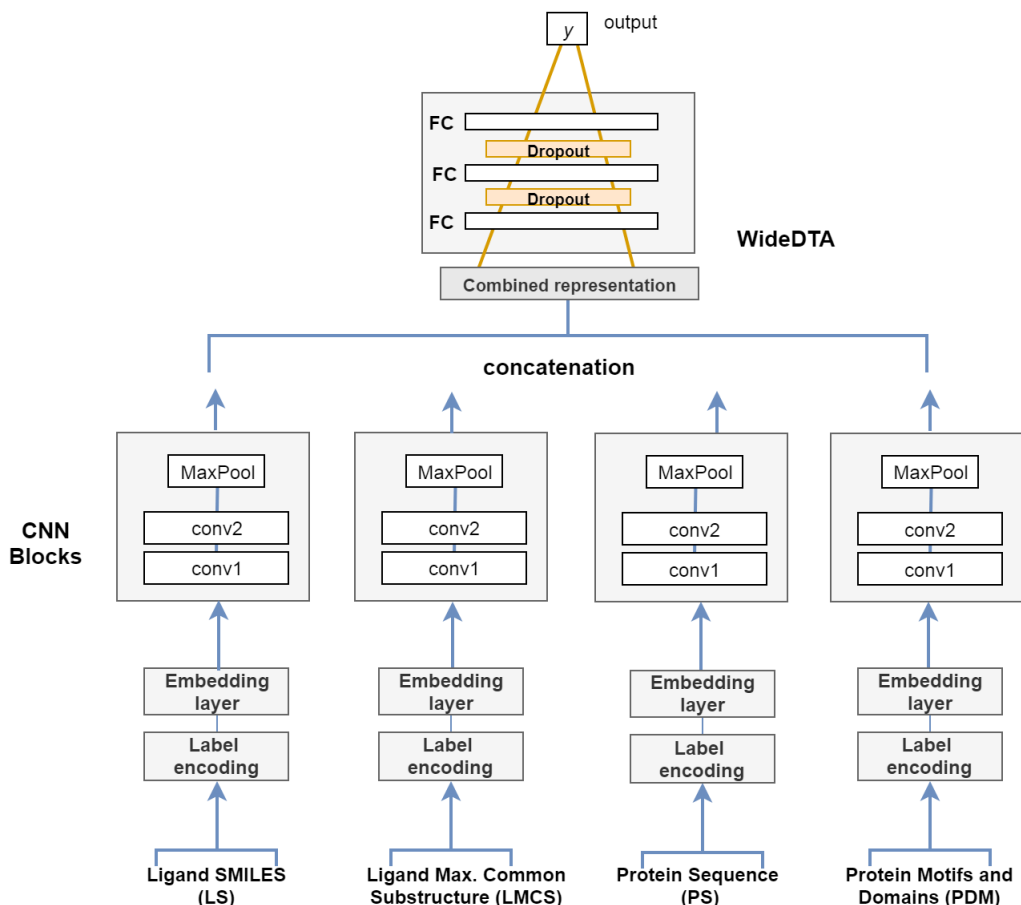 y
output
FC
Dropout
FC
Dropout
FC
WideDTA
Combined representation
concatenation
MaxPool
MaxPool
MaxPool
MaxPool
CNN
Blocks
conv2
conv2
conv2
conv2
conv1
conv1
conv1
conv1
Embedding
layer
Embedding
layer
Embedding
layer
Embedding
layer
Label
encoding
Label
encoding
Label
encoding
Label
encoding
Ligand SMILES
(LS)
Ligand Max. Common
Substructure (LMCS)
Protein Sequence
(PS)
Protein Motifs and
Domains (PDM)